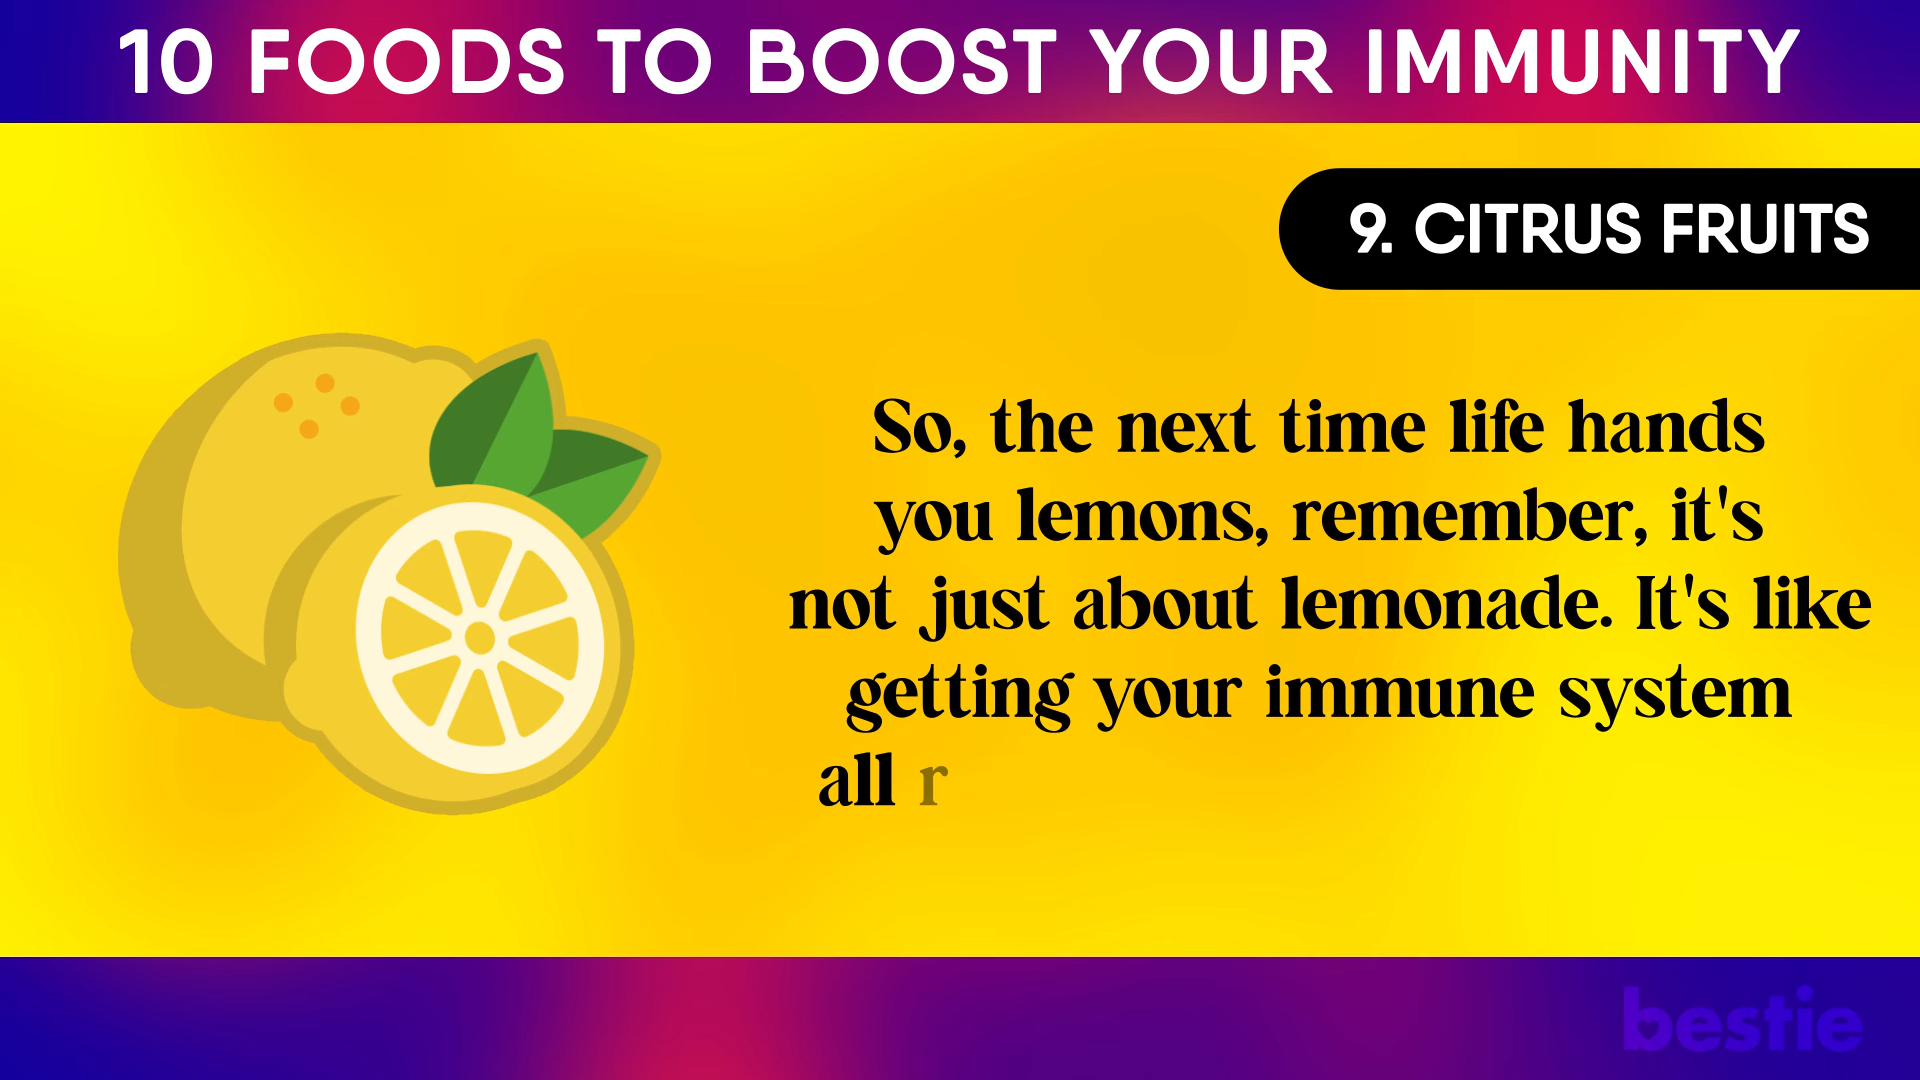 10 FOODS TO BOOST YOUR IMMUNITY
9. CITRUS FRUITS
So, the next time life hands
you lemons, remember, it's
not just about lemonade. It's like
getting your immune system
all r
bestie